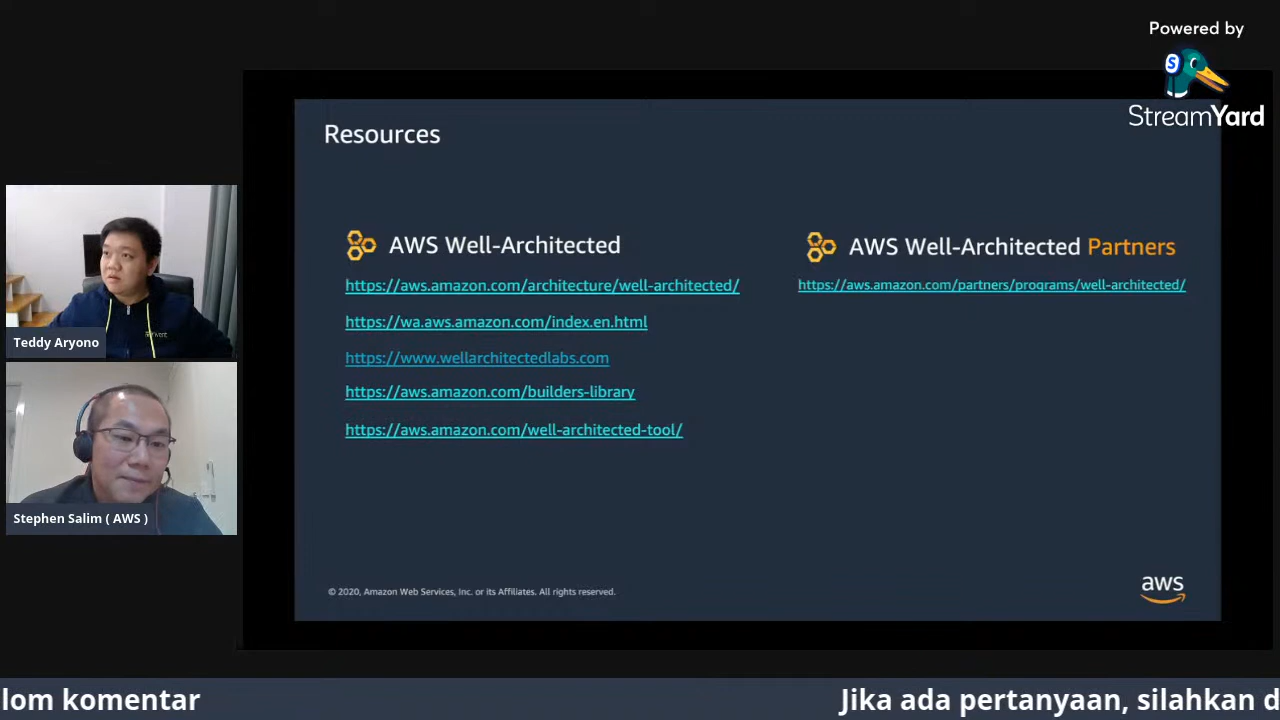 Powered by
StreamYard
Resources
AWS Well-Architected
https://aws.amazon.com/architecture/well-architected/
https://wa.aws.amazon.com/index.en.html
https://www.wellarchitectedlabs.com
https://aws.amazon.com/builders-library
https://aws.amazon.com/well-architected-tool/
AWS Well-Architected Partners
https://aws.amazon.com/partners/programs/well-architected/
Teddy Aryono
Stephen Salim ( AWS )
© 2020, Amazon Web Services, Inc. or its Affiliates. All rights reserved.
aws
lom komentar
Jika ada pertanyaan, silahkan d